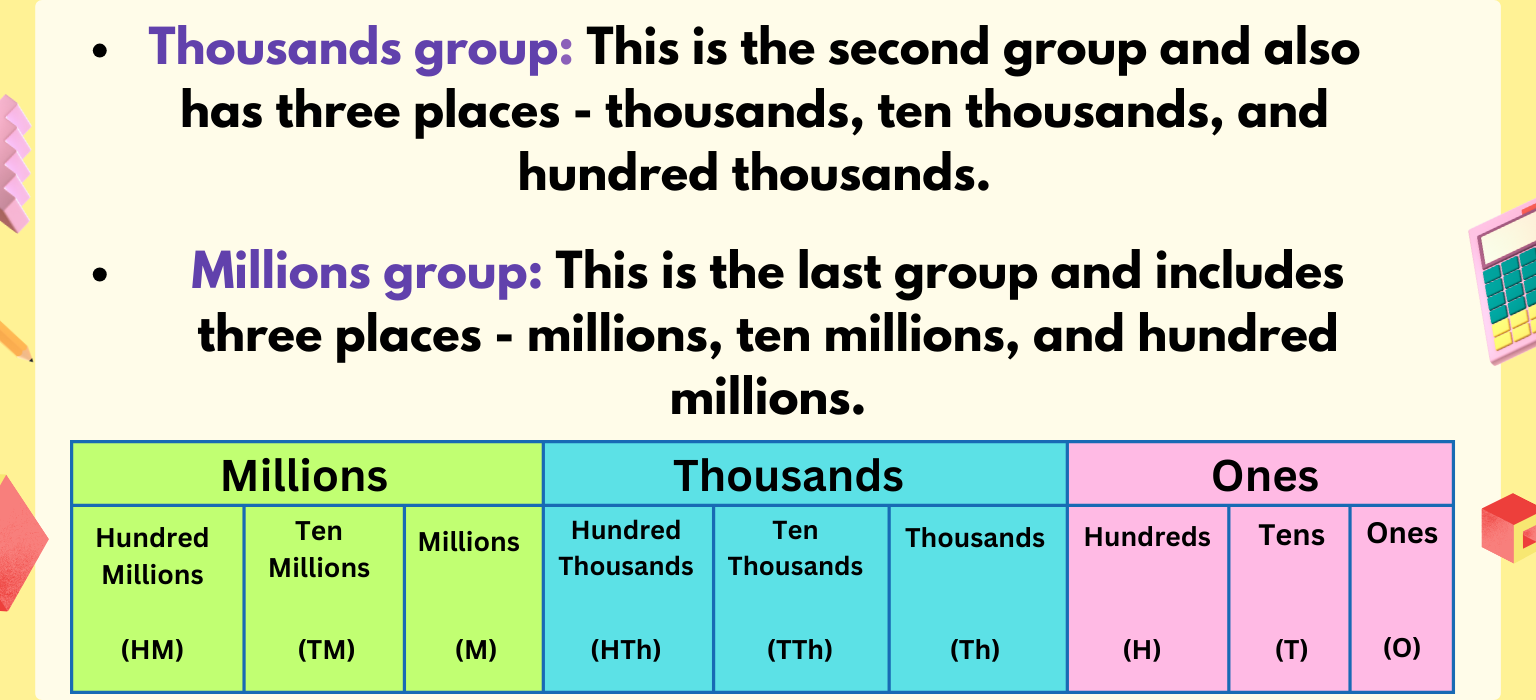 • Thousands group: This is the second group and also
has three places - thousands, ten thousands, and
hundred thousands.
• Millions group: This is the last group and includes
three places - millions, ten millions, and hundred
millions.
Millions Thousands Ones
Hundred Millions Ten Millions Millions Hundred Thousands Ten Thousands Thousands Hundreds Tens Ones
(HM) (TM) (M) (HTh) (TTh) (Th) (H) (T) (O)